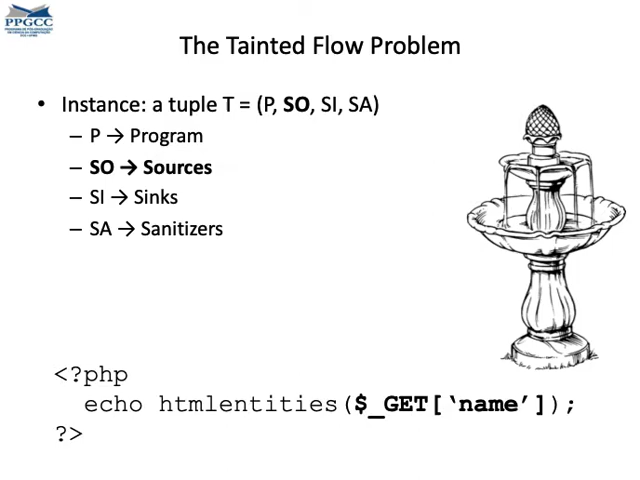 PPGCC
The Tainted Flow Problem
• Instance: a tuple T = (P, SO, SI, SA)
– P → Program
– SO → Sources
– SI → Sinks
– SA → Sanitizers
<?php
echo htmlentities($_GET[‘name’]);
?>